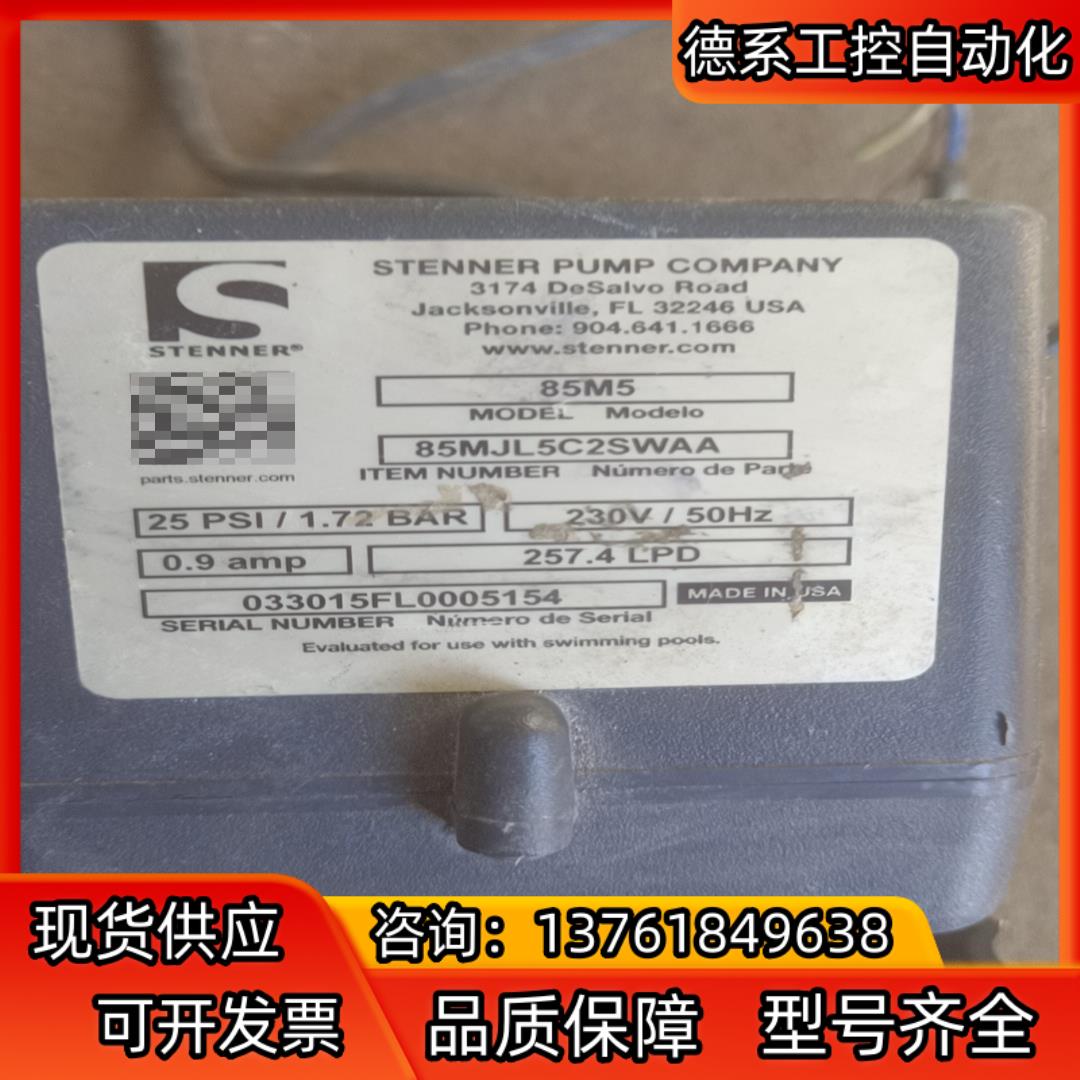 德系工控自动化
STENNER PUMP COMPANY
3174 DeSalvo Road
Jacksonville, FL 32246 USA
Phone: 904.641.1666
www.stenner.com
STENNER®
85M5
MODEL Modelo
85MJL5C2SWAA
ITEM NUMBER Número de Parte
parts.stenner.com
25 PSI / 1.72 BAR
230V / 50Hz
0.9 amp
257.4 LPD
033015FL0005154
MADE IN USA
SERIAL NUMBER Número de Serial
Evaluated for use with swimming pools.
现货供应
咨询：13761849638
可开发票
品质保障
型号齐全